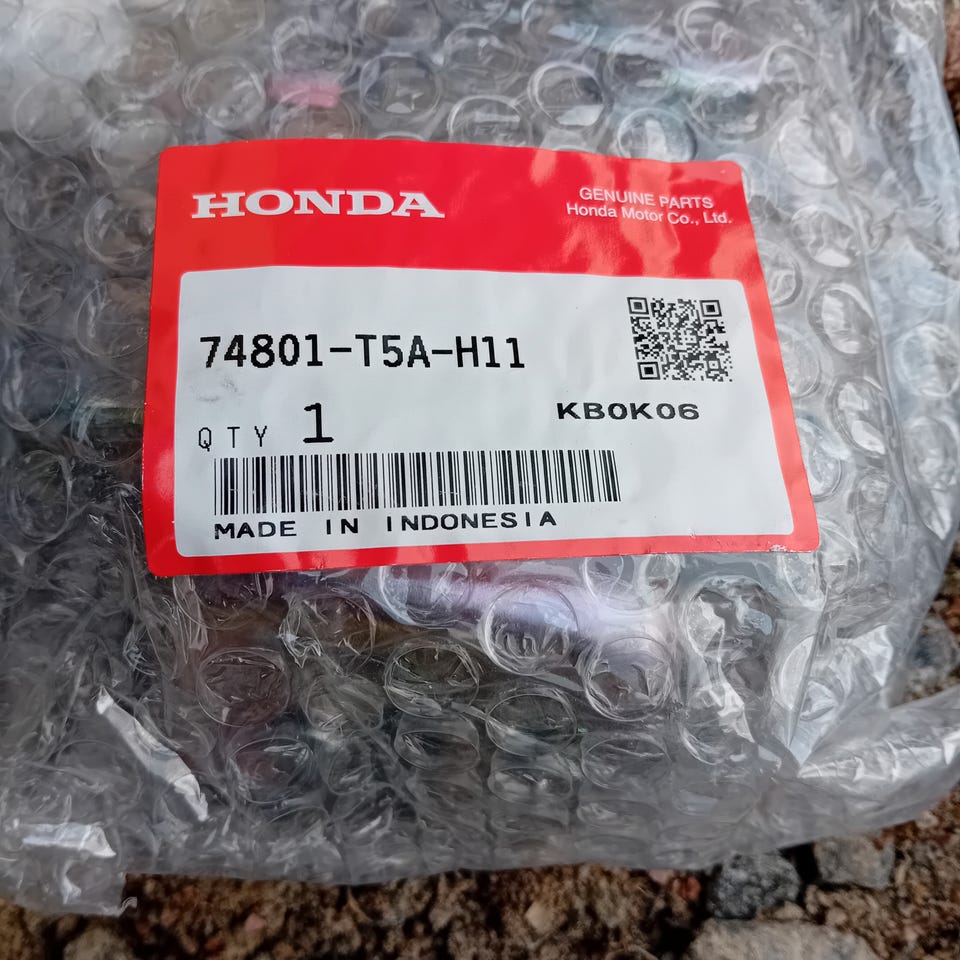 HONDA
GENUINE PARTS
Honda Motor Co., Ltd.
74801-T5A-H11
KB0K06
QTY 1
MADE IN INDONESIA